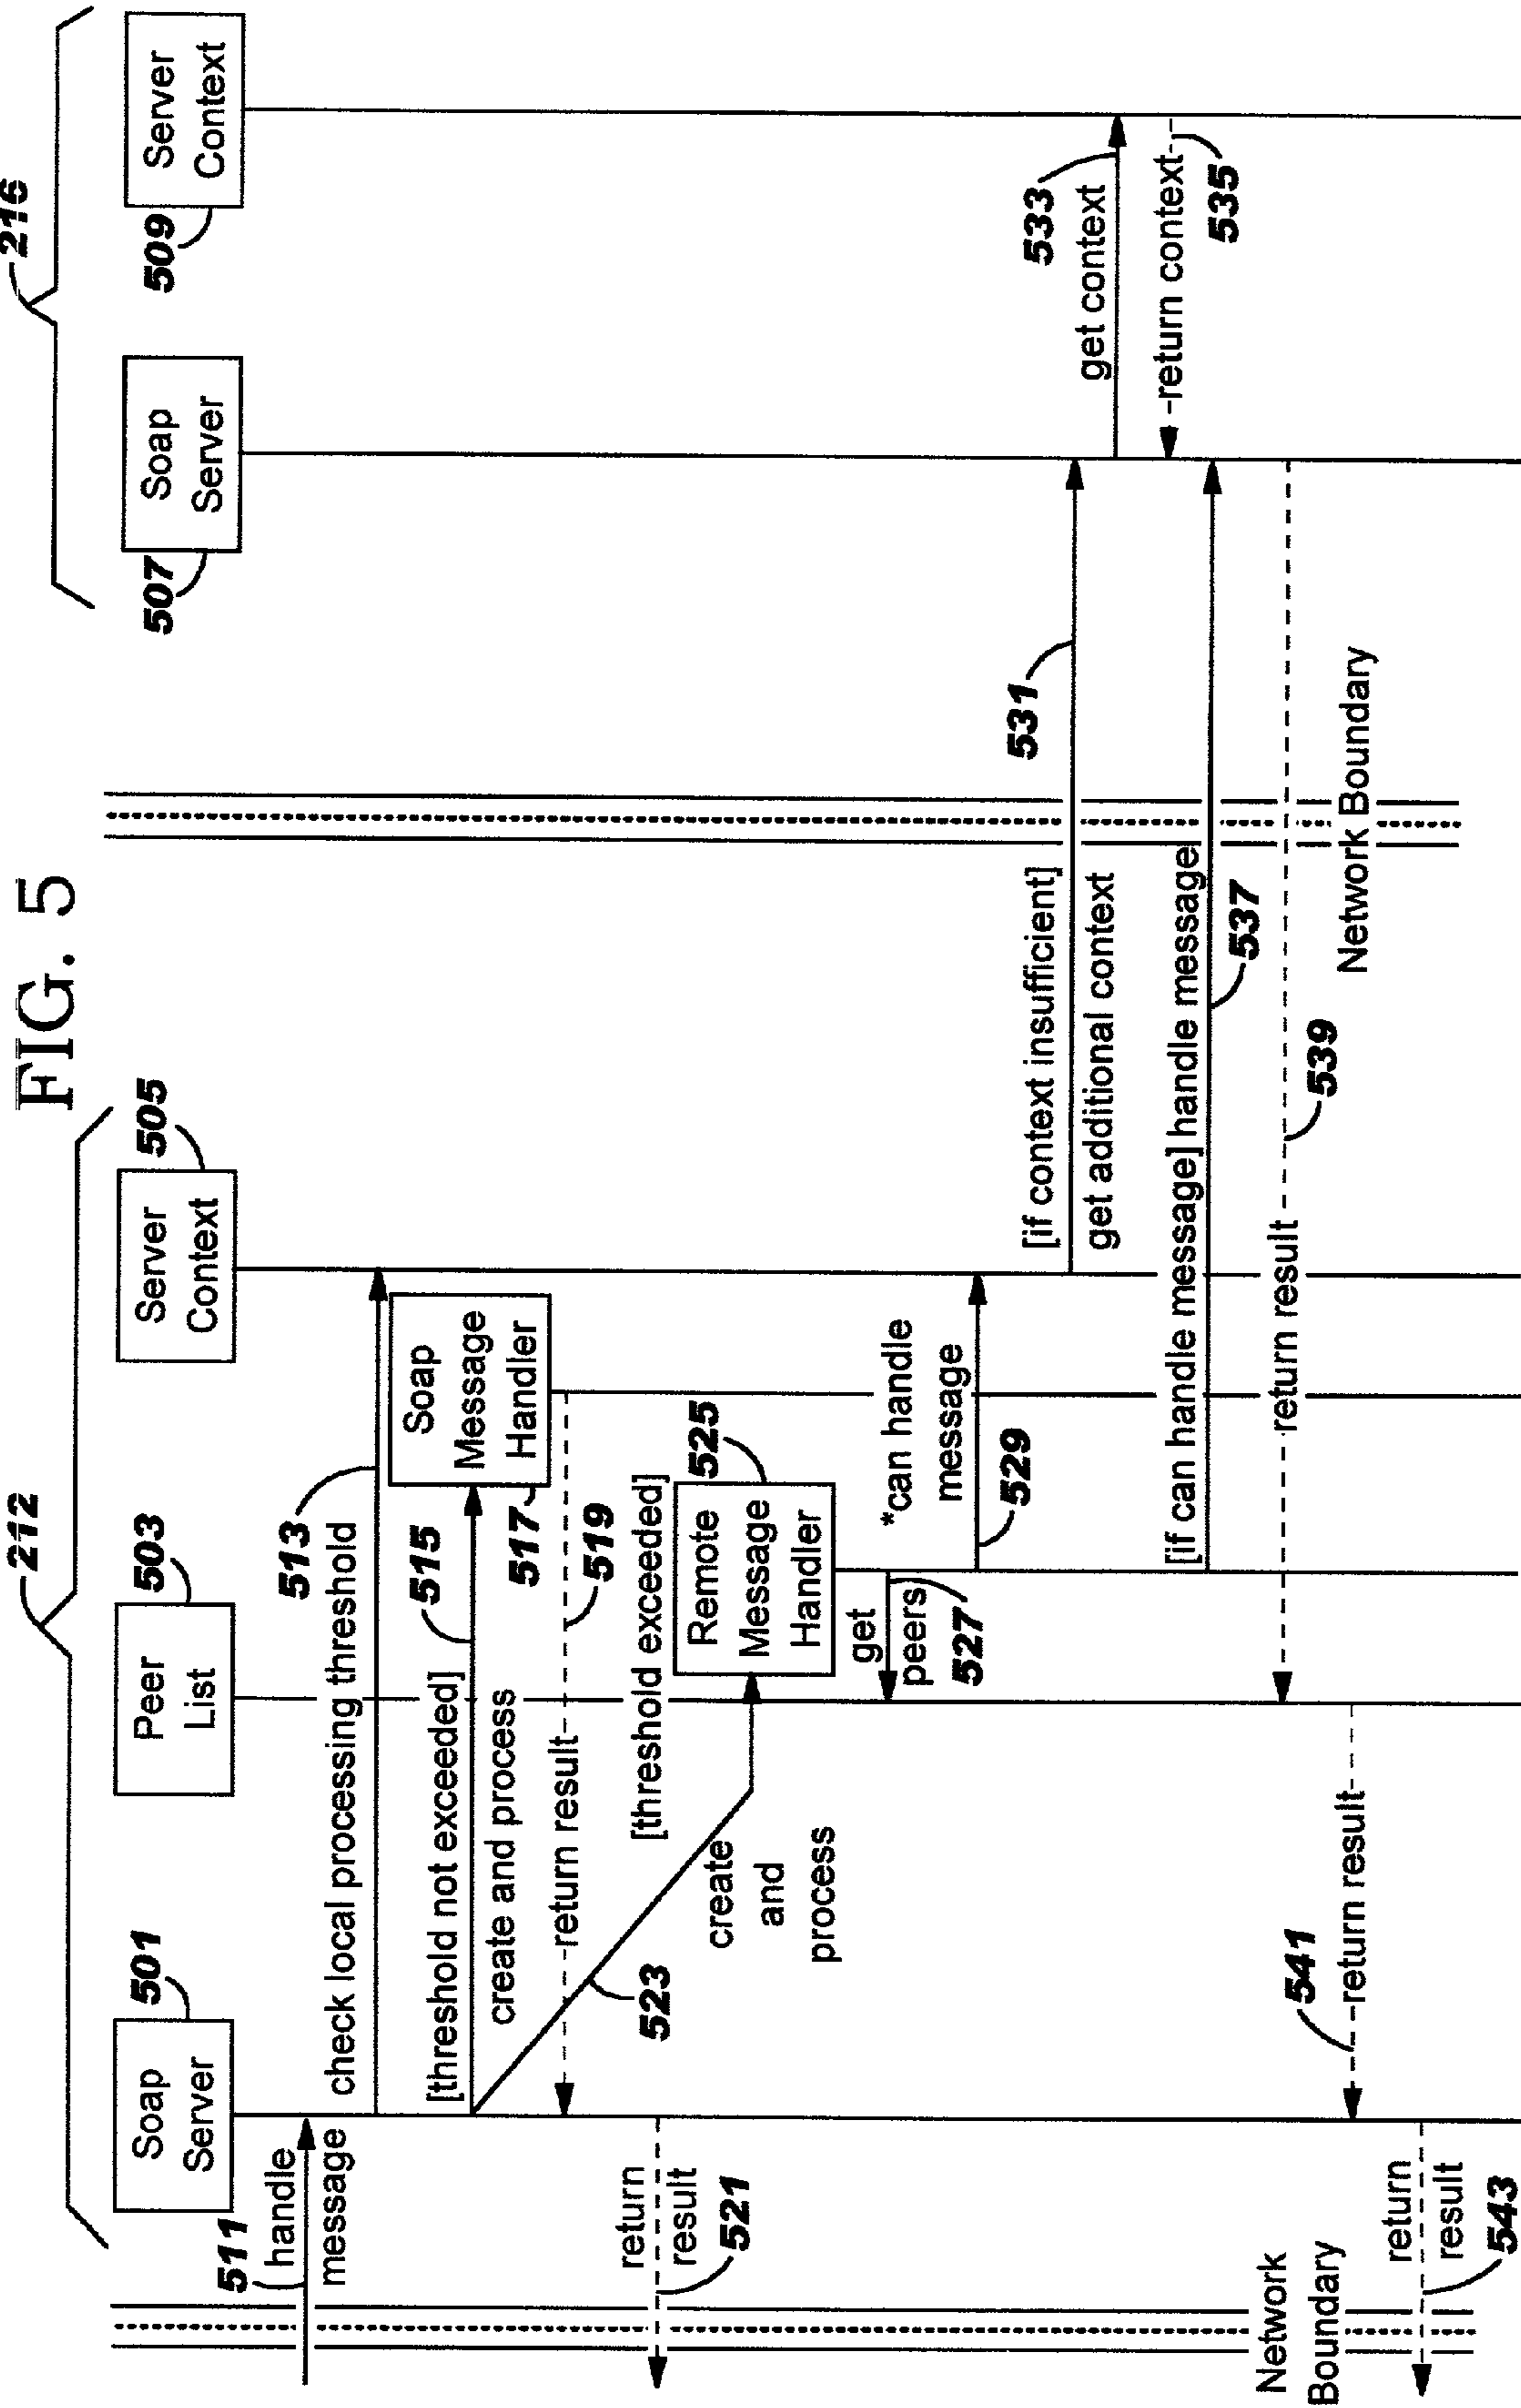 FIG. 5
212
216
501
Soap
Server
503
Peer
List
505
Server
Context
507
Soap
Server
509
Server
Context
511
handle
message
513
check local processing threshold
[threshold not exceeded]
515
create and process
Soap
Message
Handler
517
return result
519
[threshold exceeded]
523
create
and
process
return
result
521
Remote
Message
Handler
525
get
peers
527
*can handle
message
529
[if context insufficient]
get additional context
531
533
get context
return context
535
[if can handle message] handle message
537
return result
539
541
return result
return
result
543
Network
Boundary
Network Boundary